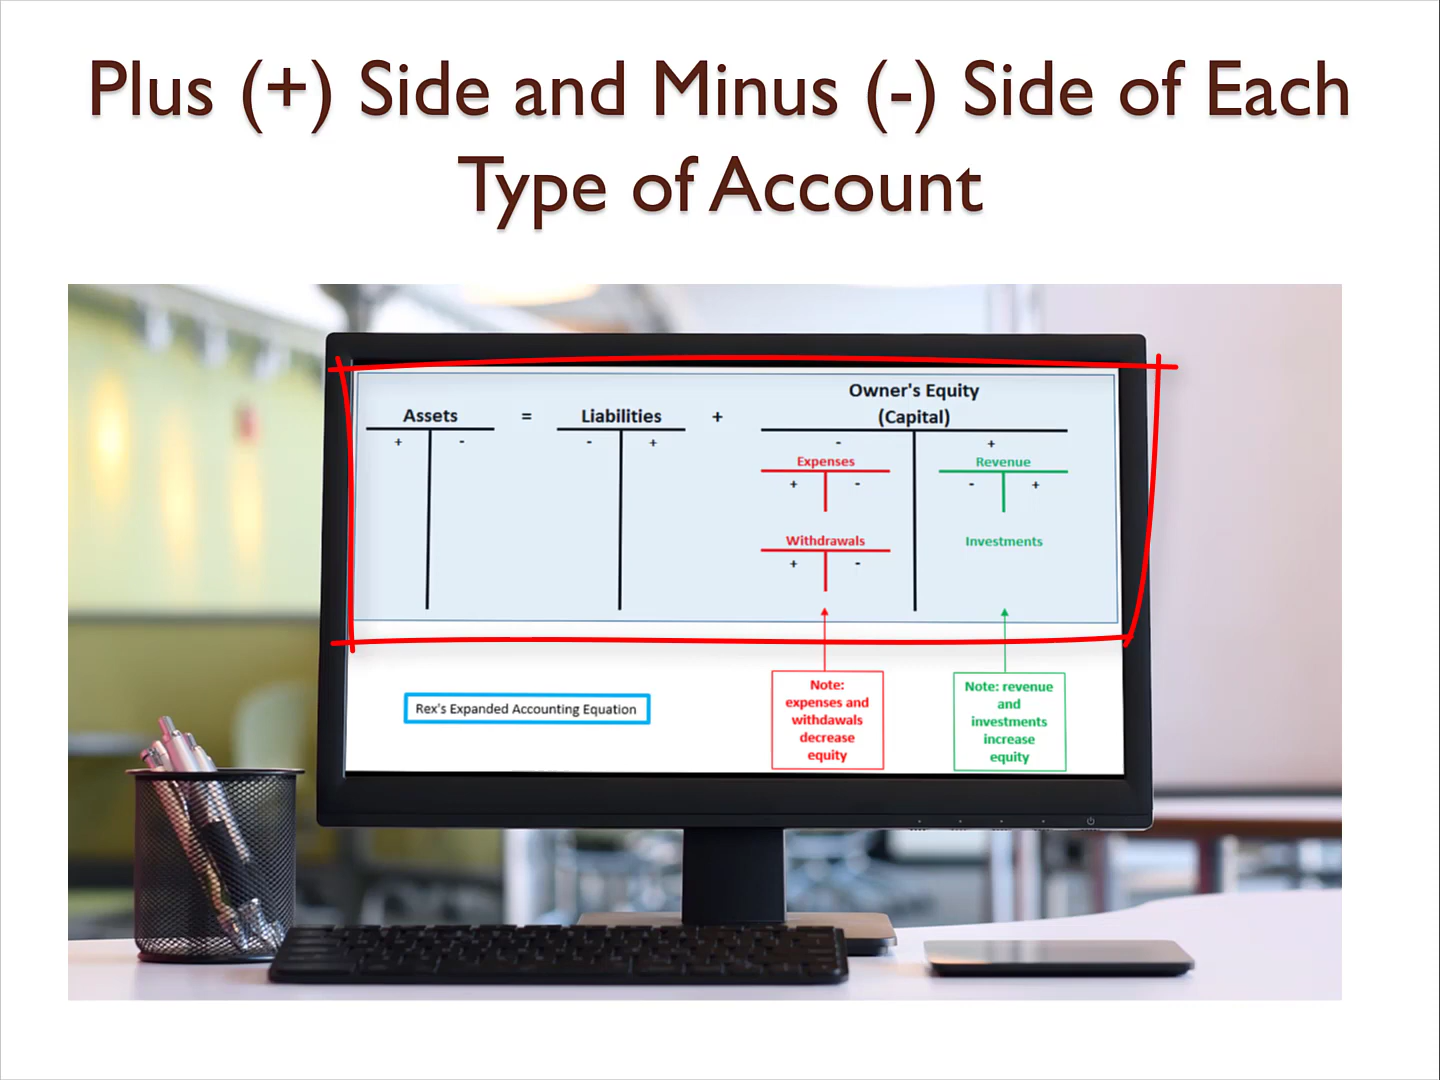 Plus (+) Side and Minus (-) Side of Each
Type of Account
Owner's Equity
Assets = Liabilities + (Capital)
+ - - + - +
Expenses Revenue
+ - - +
Withdrawals Investments
+ -
Rex's Expanded Accounting Equation
Note:
expenses and
withdawals
decrease
equity
Note: revenue
and
investments
increase
equity